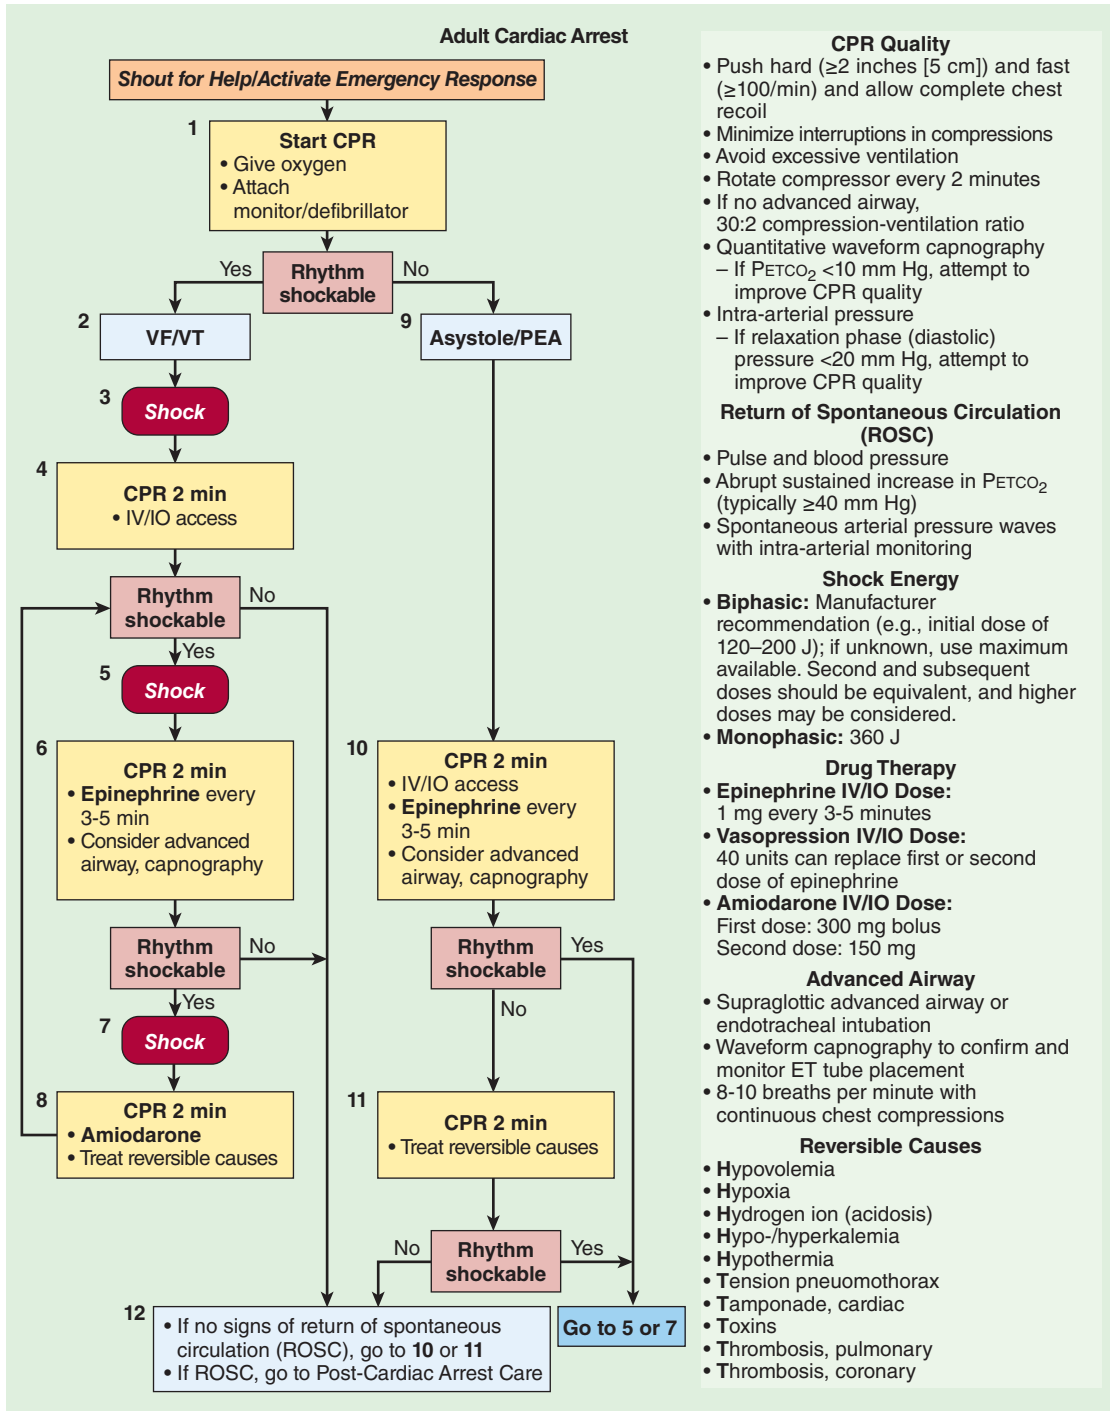 Adult Cardiac Arrest
Shout for Help/Activate Emergency Response
1
Start CPR
• Give oxygen
• Attach
monitor/defibrillator
Yes
Rhythm
shockable
No
2
VF/VT
9
Asystole/PEA
3
Shock
4
CPR 2 min
• IV/IO access
Rhythm
shockable
No
Yes
5
Shock
6
CPR 2 min
• Epinephrine every
3-5 min
• Consider advanced
airway, capnography
10
CPR 2 min
• IV/IO access
• Epinephrine every
3-5 min
• Consider advanced
airway, capnography
Rhythm
shockable
No
Yes
Rhythm
shockable
Yes
No
7
Shock
8
CPR 2 min
• Amiodarone
• Treat reversible causes
11
CPR 2 min
• Treat reversible causes
No
Rhythm
shockable
Yes
12
• If no signs of return of spontaneous
circulation (ROSC), go to 10 or 11
• If ROSC, go to Post-Cardiac Arrest Care
Go to 5 or 7
CPR Quality
• Push hard (≥2 inches [5 cm]) and fast
(≥100/min) and allow complete chest
recoil
• Minimize interruptions in compressions
• Avoid excessive ventilation
• Rotate compressor every 2 minutes
• If no advanced airway,
30:2 compression-ventilation ratio
• Quantitative waveform capnography
– If PETCO₂ <10 mm Hg, attempt to
improve CPR quality
• Intra-arterial pressure
– If relaxation phase (diastolic)
pressure <20 mm Hg, attempt to
improve CPR quality
Return of Spontaneous Circulation
(ROSC)
• Pulse and blood pressure
• Abrupt sustained increase in PETCO₂
(typically ≥40 mm Hg)
• Spontaneous arterial pressure waves
with intra-arterial monitoring
Shock Energy
• Biphasic: Manufacturer
recommendation (e.g., initial dose of
120–200 J); if unknown, use maximum
available. Second and subsequent
doses should be equivalent, and higher
doses may be considered.
• Monophasic: 360 J
Drug Therapy
• Epinephrine IV/IO Dose:
1 mg every 3-5 minutes
• Vasopression IV/IO Dose:
40 units can replace first or second
dose of epinephrine
• Amiodarone IV/IO Dose:
First dose: 300 mg bolus
Second dose: 150 mg
Advanced Airway
• Supraglottic advanced airway or
endotracheal intubation
• Waveform capnography to confirm and
monitor ET tube placement
• 8-10 breaths per minute with
continuous chest compressions
Reversible Causes
• Hypovolemia
• Hypoxia
• Hydrogen ion (acidosis)
• Hypo-/hyperkalemia
• Hypothermia
• Tension pneuomothorax
• Tamponade, cardiac
• Toxins
• Thrombosis, pulmonary
• Thrombosis, coronary